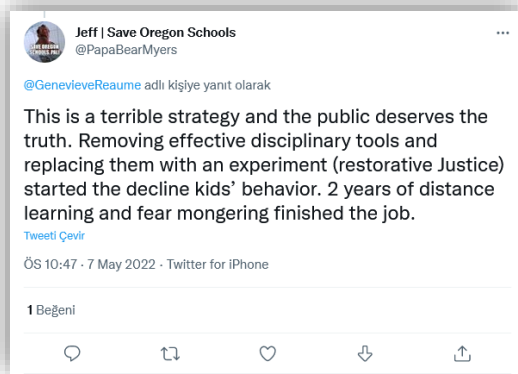 Jeff | Save Oregon Schools
@PapaBearMyers
@GenevieveReaume adlı kişiye yanıt olarak
This is a terrible strategy and the public deserves the
truth. Removing effective disciplinary tools and
replacing them with an experiment (restorative Justice)
started the decline kids’ behavior. 2 years of distance
learning and fear mongering finished the job.
Tweeti Çevir
ÖS 10:47 · 7 May 2022 · Twitter for iPhone
1 Beğeni